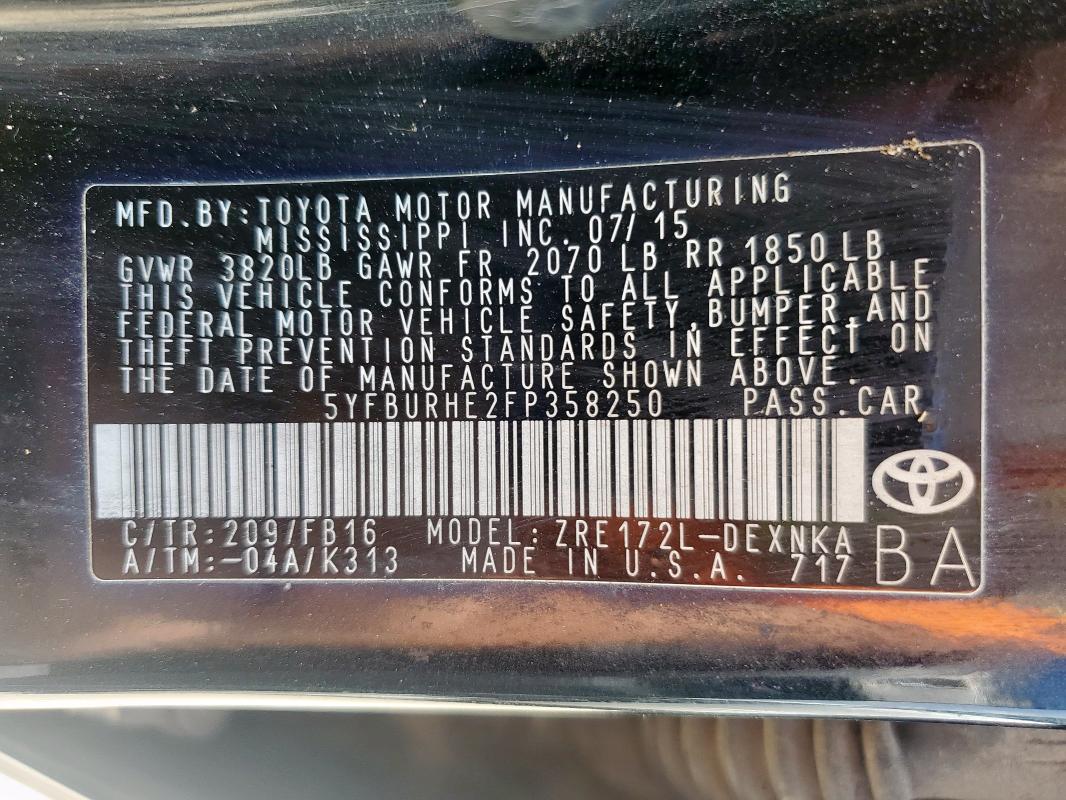 MFD.BY:TOYOTA MOTOR MANUFACTURING
MISSISSIPPI INC. 07/15
GVWR 3820LB GAWR FR 2070 LB RR 1850 LB
THIS VEHICLE CONFORMS TO ALL APPLICABLE
FEDERAL MOTOR VEHICLE SAFETY,BUMPER,AND
THEFT PREVENTION STANDARDS IN EFFECT ON
THE DATE OF MANUFACTURE SHOWN ABOVE.
5YFBURHE2FP358250 PASS.CAR
C/TR:209/FB16 MODEL:ZRE172L-DEXNKA
A/TM:-04A/K313 MADE IN U.S.A. 717
BA